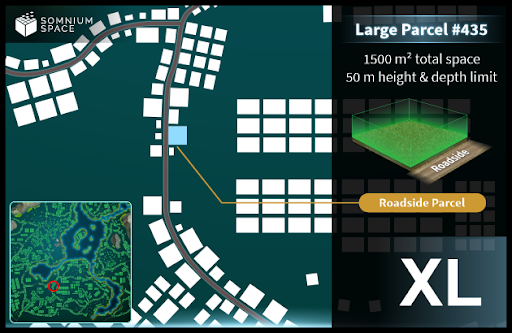 SOMNIUM
SPACE
Large Parcel #435
1500 m² total space
50 m height & depth limit
Roadside
Roadside Parcel
XL